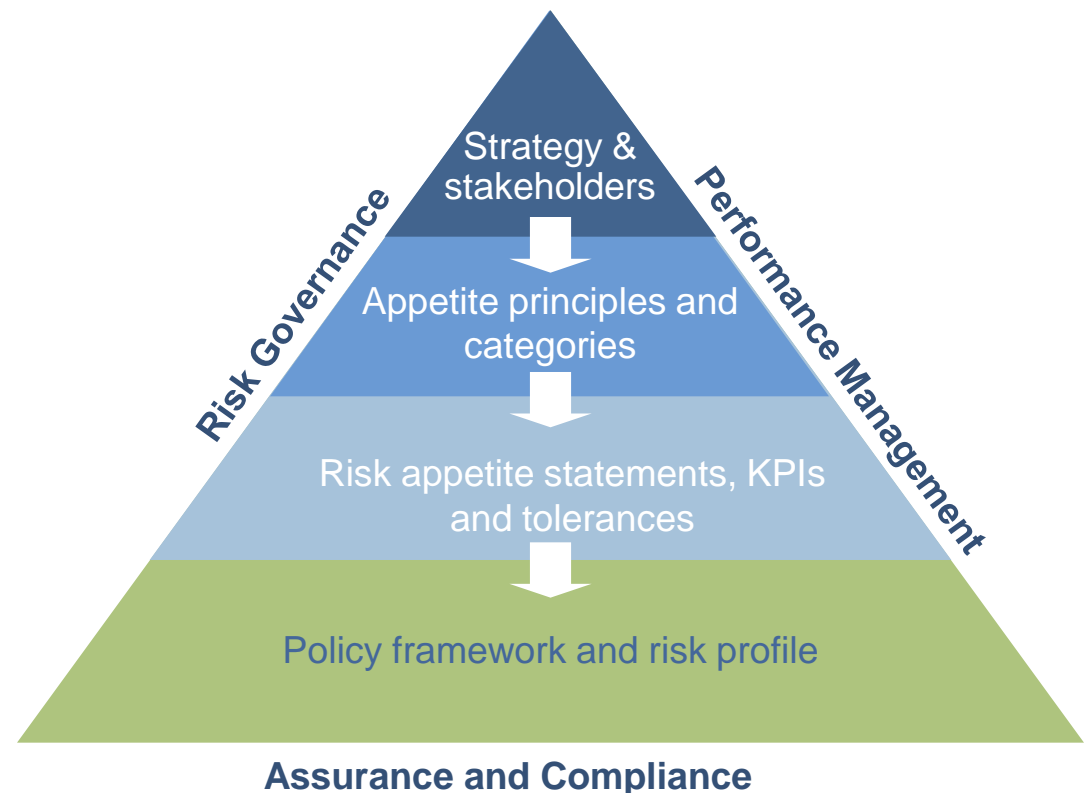 Strategy &
stakeholders
Risk Governance
Performance Management
Appetite principles and
categories
Risk appetite statements, KPIs
and tolerances
Policy framework and risk profile
Assurance and Compliance